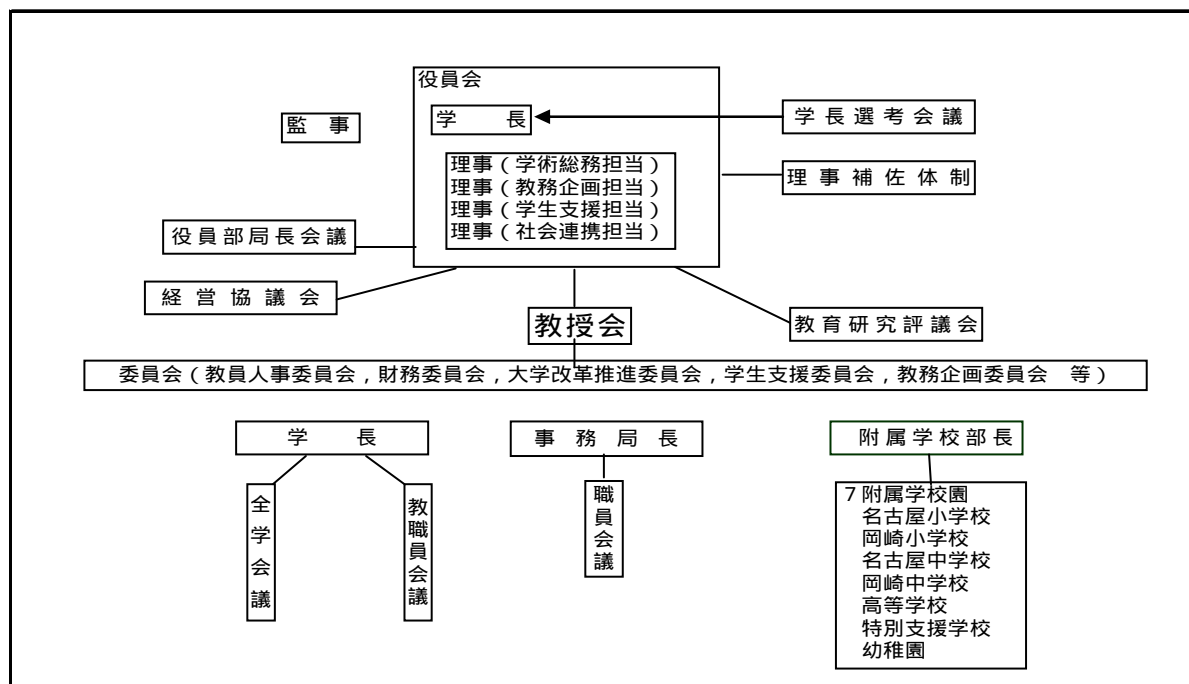 役員会
学長
監事
学長選考会議
理事（学術総務担当）
理事（教務企画担当）
理事（学生支援担当）
理事（社会連携担当）
理事補佐体制
役員部局長会議
経営協議会
教授会
教育研究評議会
委員会（教員人事委員会，財務委員会，大学改革推進委員会，学生支援委員会，教務企画委員会　等）
学長
事務局長
附属学校部長
全学会議
教職員会議
職員会議
７附属学校園
名古屋小学校
岡崎小学校
名古屋中学校
岡崎中学校
高等学校
特別支援学校
幼稚園